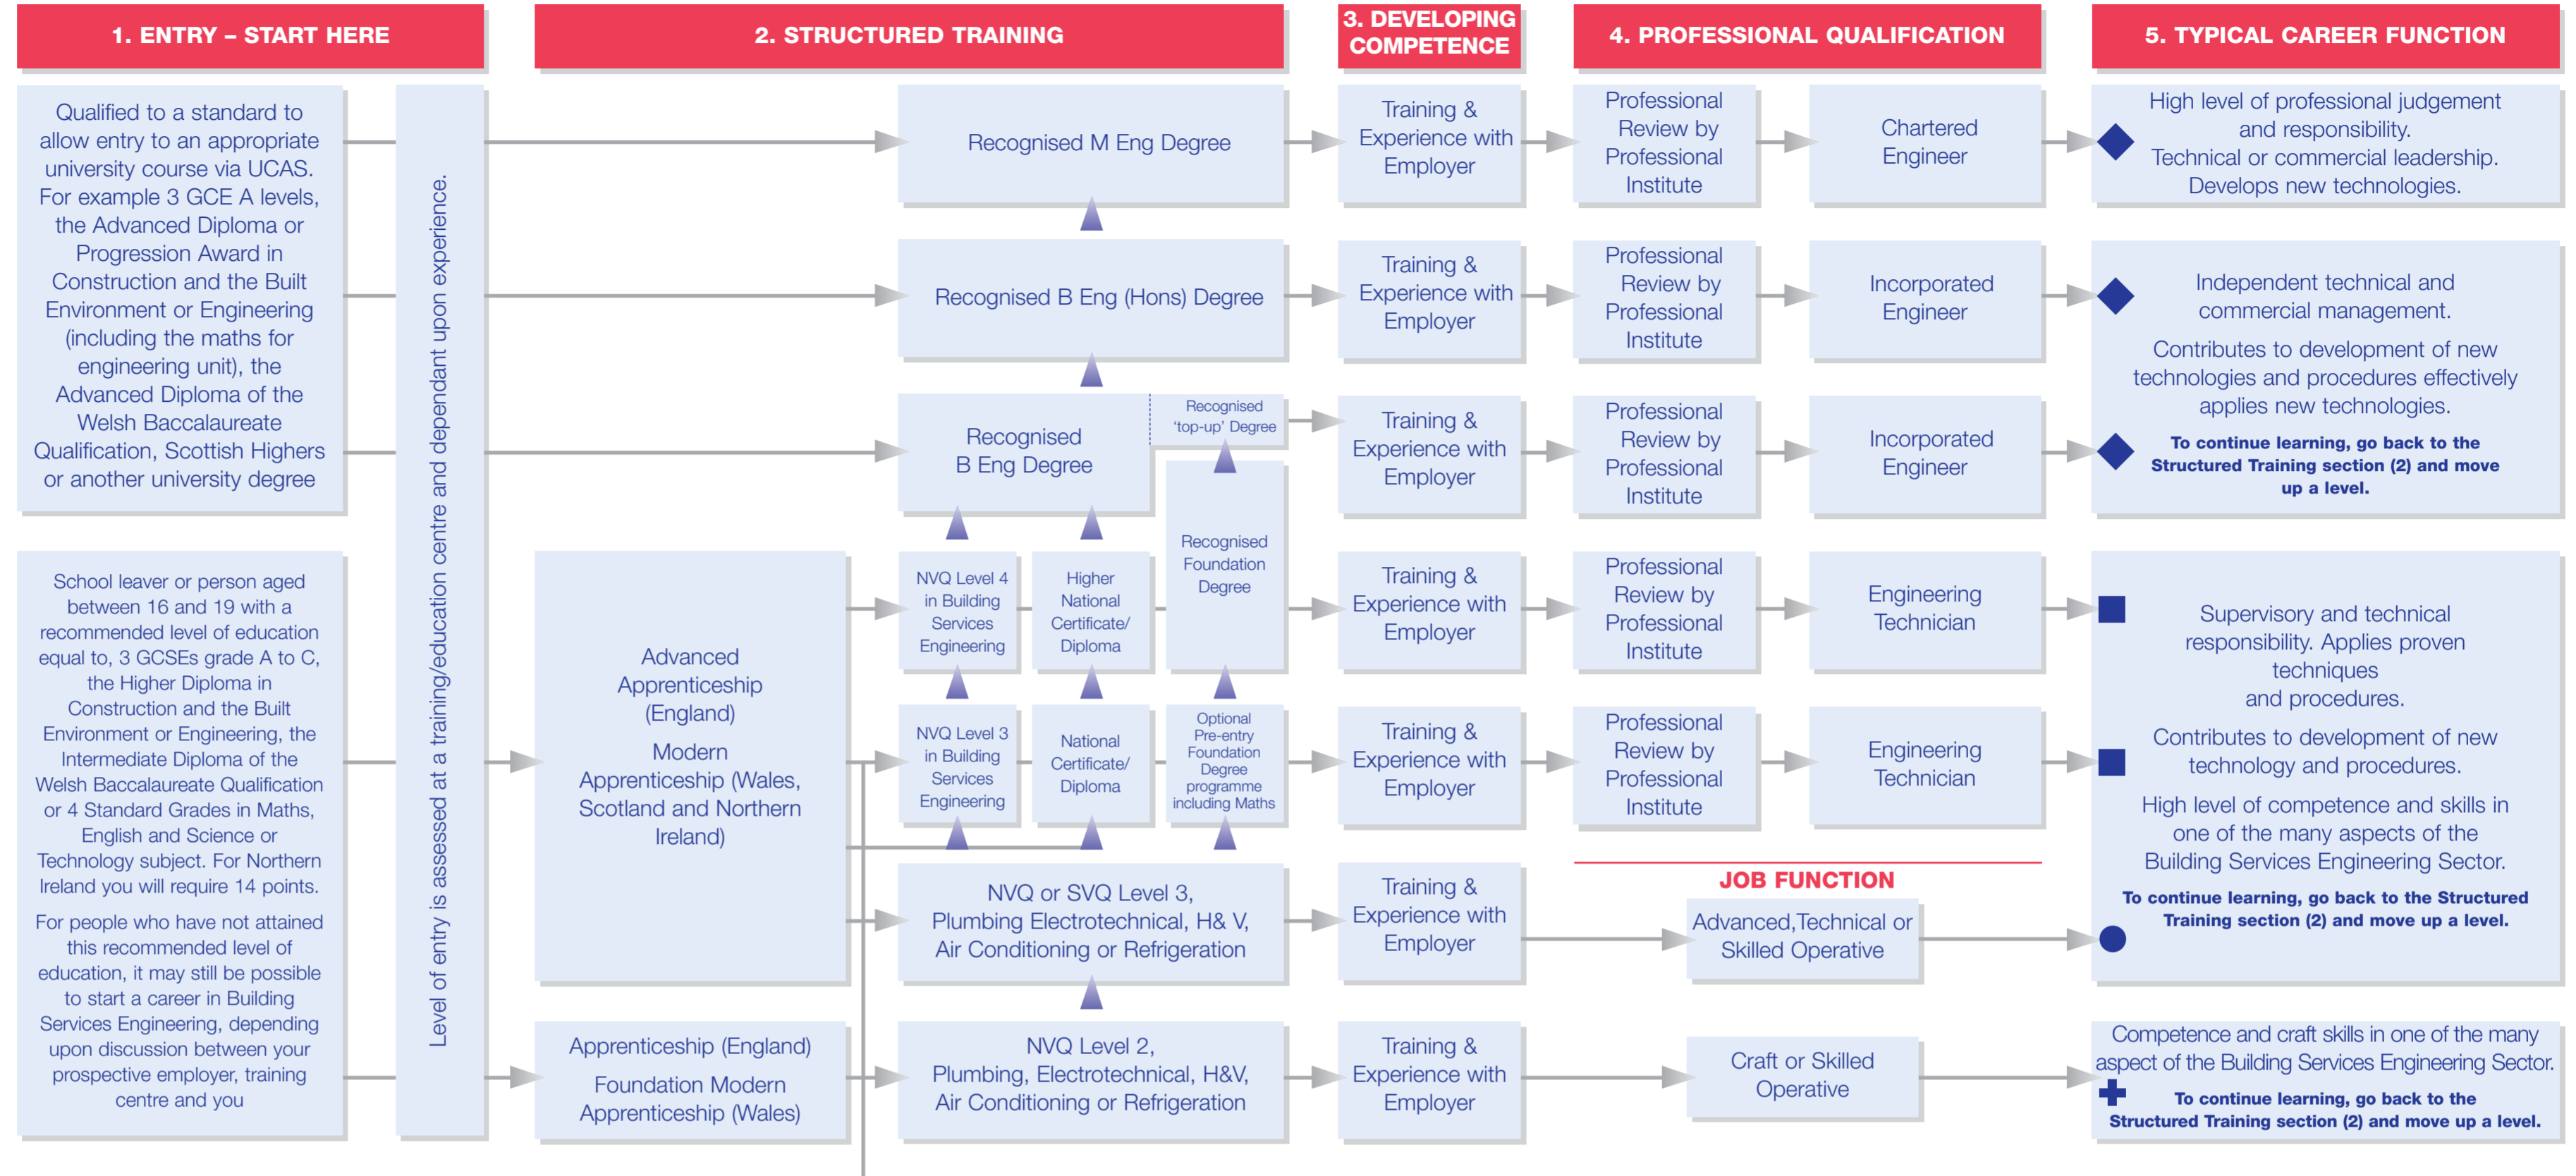 1. ENTRY – START HERE
2. STRUCTURED TRAINING
3. DEVELOPING
COMPETENCE
4. PROFESSIONAL QUALIFICATION
5. TYPICAL CAREER FUNCTION
Qualified to a standard to
allow entry to an appropriate
university course via UCAS.
For example 3 GCE A levels,
the Advanced Diploma or
Progression Award in
Construction and the Built
Environment or Engineering
(including the maths for
engineering unit), the
Advanced Diploma of the
Welsh Baccalaureate
Qualification, Scottish Highers
or another university degree
School leaver or person aged
between 16 and 19 with a
recommended level of education
equal to, 3 GCSEs grade A to C,
the Higher Diploma in
Construction and the Built
Environment or Engineering, the
Intermediate Diploma of the
Welsh Baccalaureate Qualification
or 4 Standard Grades in Maths,
English and Science or
Technology subject. For Northern
Ireland you will require 14 points.
For people who have not attained
this recommended level of
education, it may still be possible
to start a career in Building
Services Engineering, depending
upon discussion between your
prospective employer, training
centre and you
Level of entry is assessed at a training/education centre and dependant upon experience.
Recognised M Eng Degree
Training &
Experience with
Employer
Professional
Review by
Professional
Institute
Chartered
Engineer
High level of professional judgement
and responsibility.
Technical or commercial leadership.
Develops new technologies.
Recognised B Eng (Hons) Degree
Training &
Experience with
Employer
Professional
Review by
Professional
Institute
Incorporated
Engineer
Independent technical and
commercial management.
Contributes to development of new
technologies and procedures effectively
applies new technologies.
To continue learning, go back to the
Structured Training section (2) and move
up a level.
Recognised
B Eng Degree
Recognised
‘top-up’ Degree
Training &
Experience with
Employer
Professional
Review by
Professional
Institute
Incorporated
Engineer
Advanced
Apprenticeship
(England)
Modern
Apprenticeship (Wales,
Scotland and Northern
Ireland)
NVQ Level 4
in Building
Services
Engineering
Higher
National
Certificate/
Diploma
Recognised
Foundation
Degree
Training &
Experience with
Employer
Professional
Review by
Professional
Institute
Engineering
Technician
Supervisory and technical
responsibility. Applies proven
techniques
and procedures.
Contributes to development of new
technology and procedures.
High level of competence and skills in
one of the many aspects of the
Building Services Engineering Sector.
To continue learning, go back to the Structured
Training section (2) and move up a level.
NVQ Level 3
in Building
Services
Engineering
National
Certificate/
Diploma
Optional
Pre-entry
Foundation
Degree
programme
including Maths
Training &
Experience with
Employer
Professional
Review by
Professional
Institute
Engineering
Technician
NVQ or SVQ Level 3,
Plumbing Electrotechnical, H& V,
Air Conditioning or Refrigeration
Training &
Experience with
Employer
JOB FUNCTION
Advanced,Technical or
Skilled Operative
Apprenticeship (England)
Foundation Modern
Apprenticeship (Wales)
NVQ Level 2,
Plumbing, Electrotechnical, H&V,
Air Conditioning or Refrigeration
Training &
Experience with
Employer
Craft or Skilled
Operative
Competence and craft skills in one of the many
aspect of the Building Services Engineering Sector.
To continue learning, go back to the
Structured Training section (2) and move up a level.